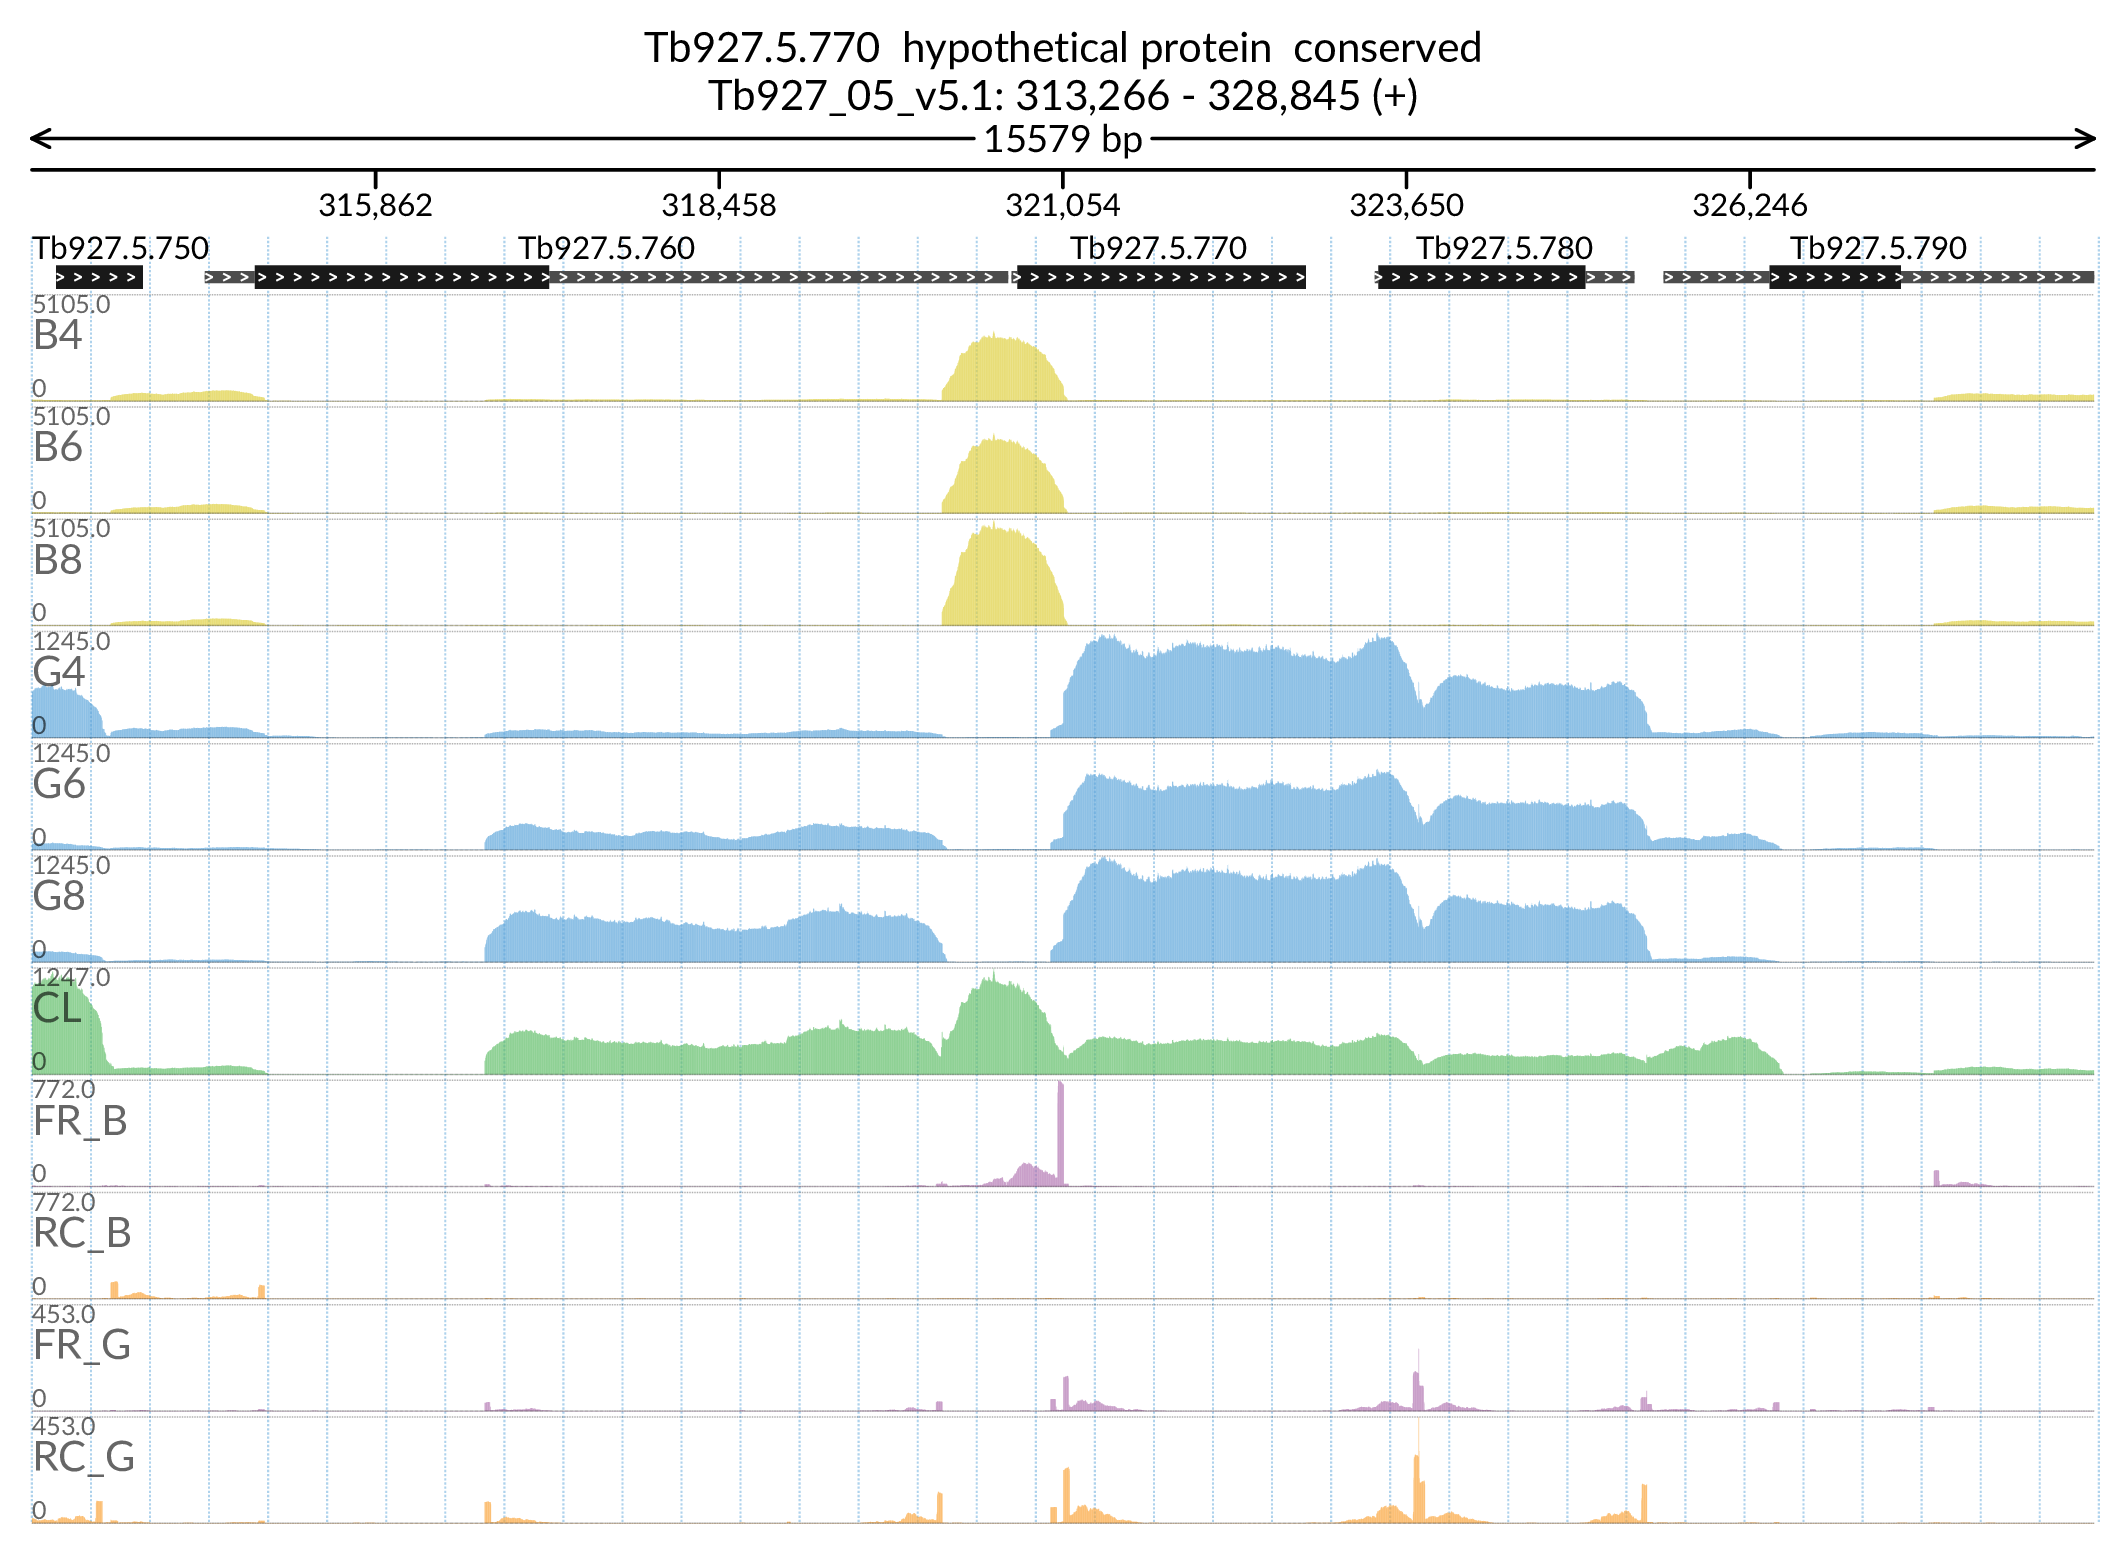 Tb927.5.770  hypothetical protein  conserved
Tb927_05_v5.1: 313,266 - 328,845 (+)
15579 bp
315,862 318,458 321,054 323,650 326,246
Tb927.5.750 Tb927.5.760 Tb927.5.770 Tb927.5.780 Tb927.5.790
5105.0
B4
0
5105.0
B6
0
5105.0
B8
0
1245.0
G4
0
1245.0
G6
0
1245.0
G8
0
1247.0
CL
0
772.0
FR_B
0
772.0
RC_B
0
453.0
FR_G
0
453.0
RC_G
0